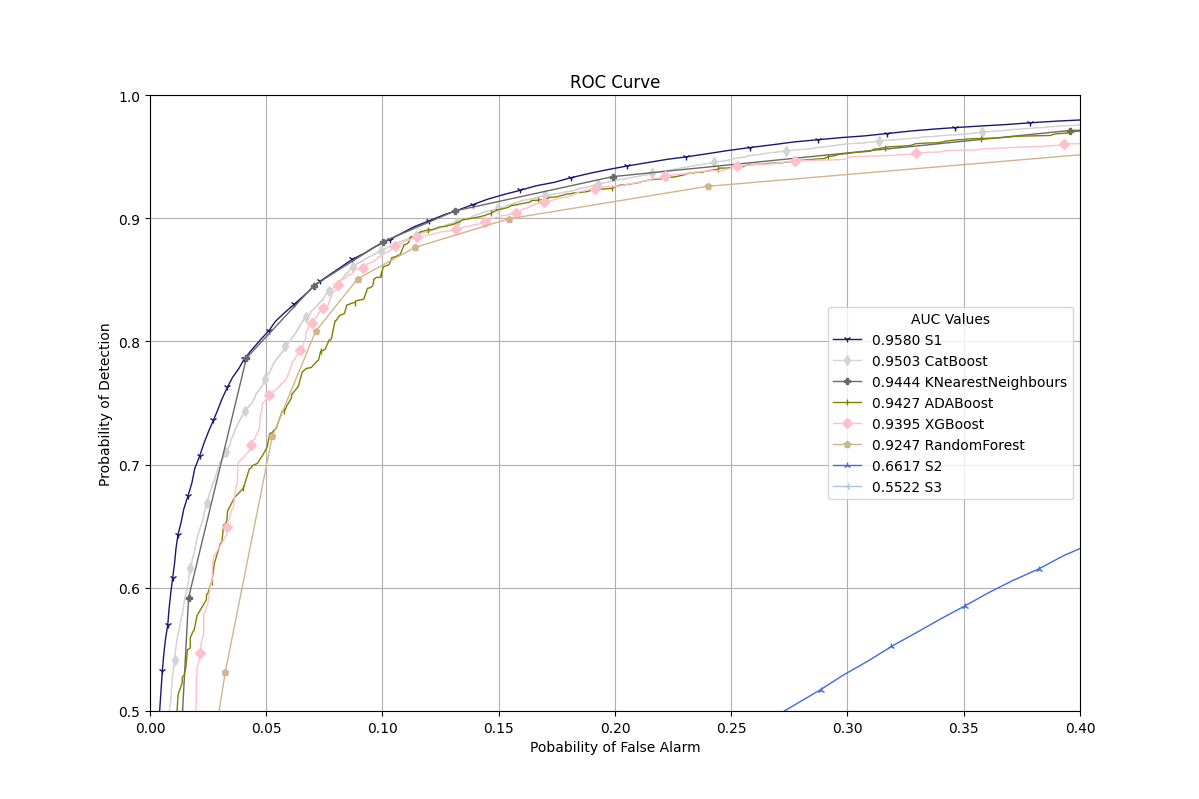 ROC Curve
1.0
0.9
0.8
0.7
0.6
0.5
Probability of Detection
AUC Values
0.9580 S1
0.9503 CatBoost
0.9444 KNearestNeighbours
0.9427 ADABoost
0.9395 XGBoost
0.9247 RandomForest
0.6617 S2
0.5522 S3
0.00 0.05 0.10 0.15 0.20 0.25 0.30 0.35 0.40
Pobability of False Alarm